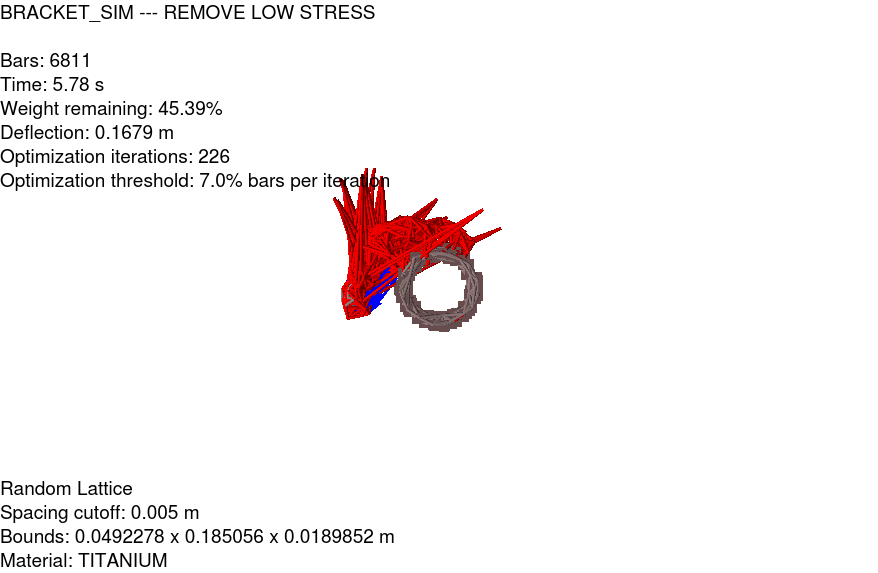 BRACKET_SIM --- REMOVE LOW STRESS
Bars: 6811
Time: 5.78 s
Weight remaining: 45.39%
Deflection: 0.1679 m
Optimization iterations: 226
Optimization threshold: 7.0% bars per iteration
Random Lattice
Spacing cutoff: 0.005 m
Bounds: 0.0492278 x 0.185056 x 0.0189852 m
Material: TITANIUM